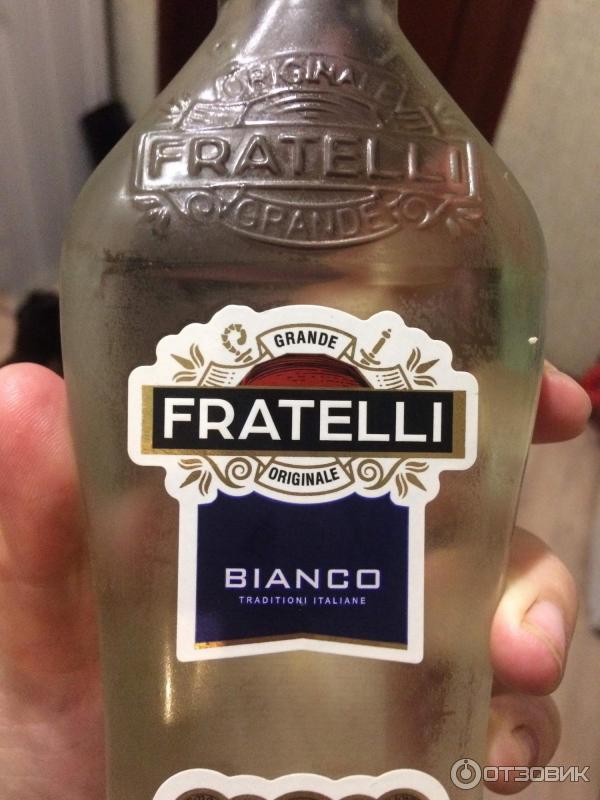 ORIGINALE
FRATELLI
GRANDE
GRANDE
FRATELLI
ORIGINALE
BIANCO
TRADITIONI ITALIANE
ОТЗОВИК